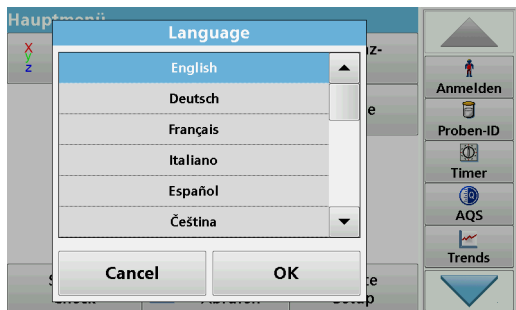 Hauptmenü
Language
X
y
z
English
Deutsch
Français
Italiano
Español
Čeština
Cancel
OK
Anmelden
Proben-ID
Timer
AQS
Trends